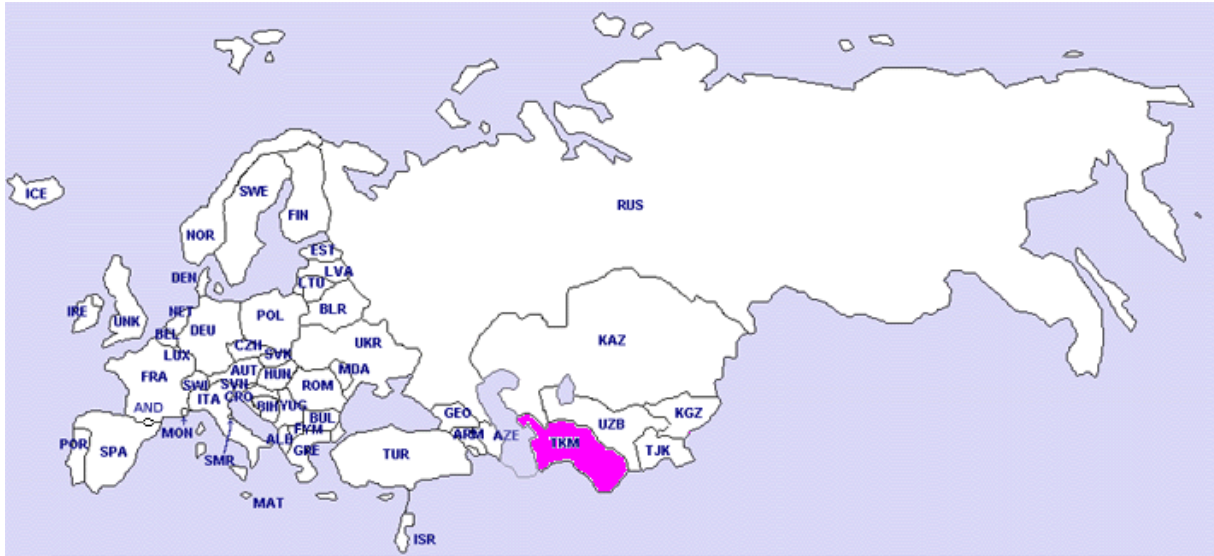 ICE
SWE
RUS
FIN
NOR
EST
LVA
DEN
LTU
IRE
NET
UNK
BLR
POL
DEU
BEL
UKR
KAZ
CZH
SVK
LUX
AUT
HUN
MDA
FRA
SWI
SVN
ROM
ITA
CRO
BIH
YUG
AND
GEO
KGZ
BUL
UZB
MON
FYM
ARM
AZE
POR
ALB
TKM
SPA
GRE
TJK
TUR
SMR
MAT
ISR